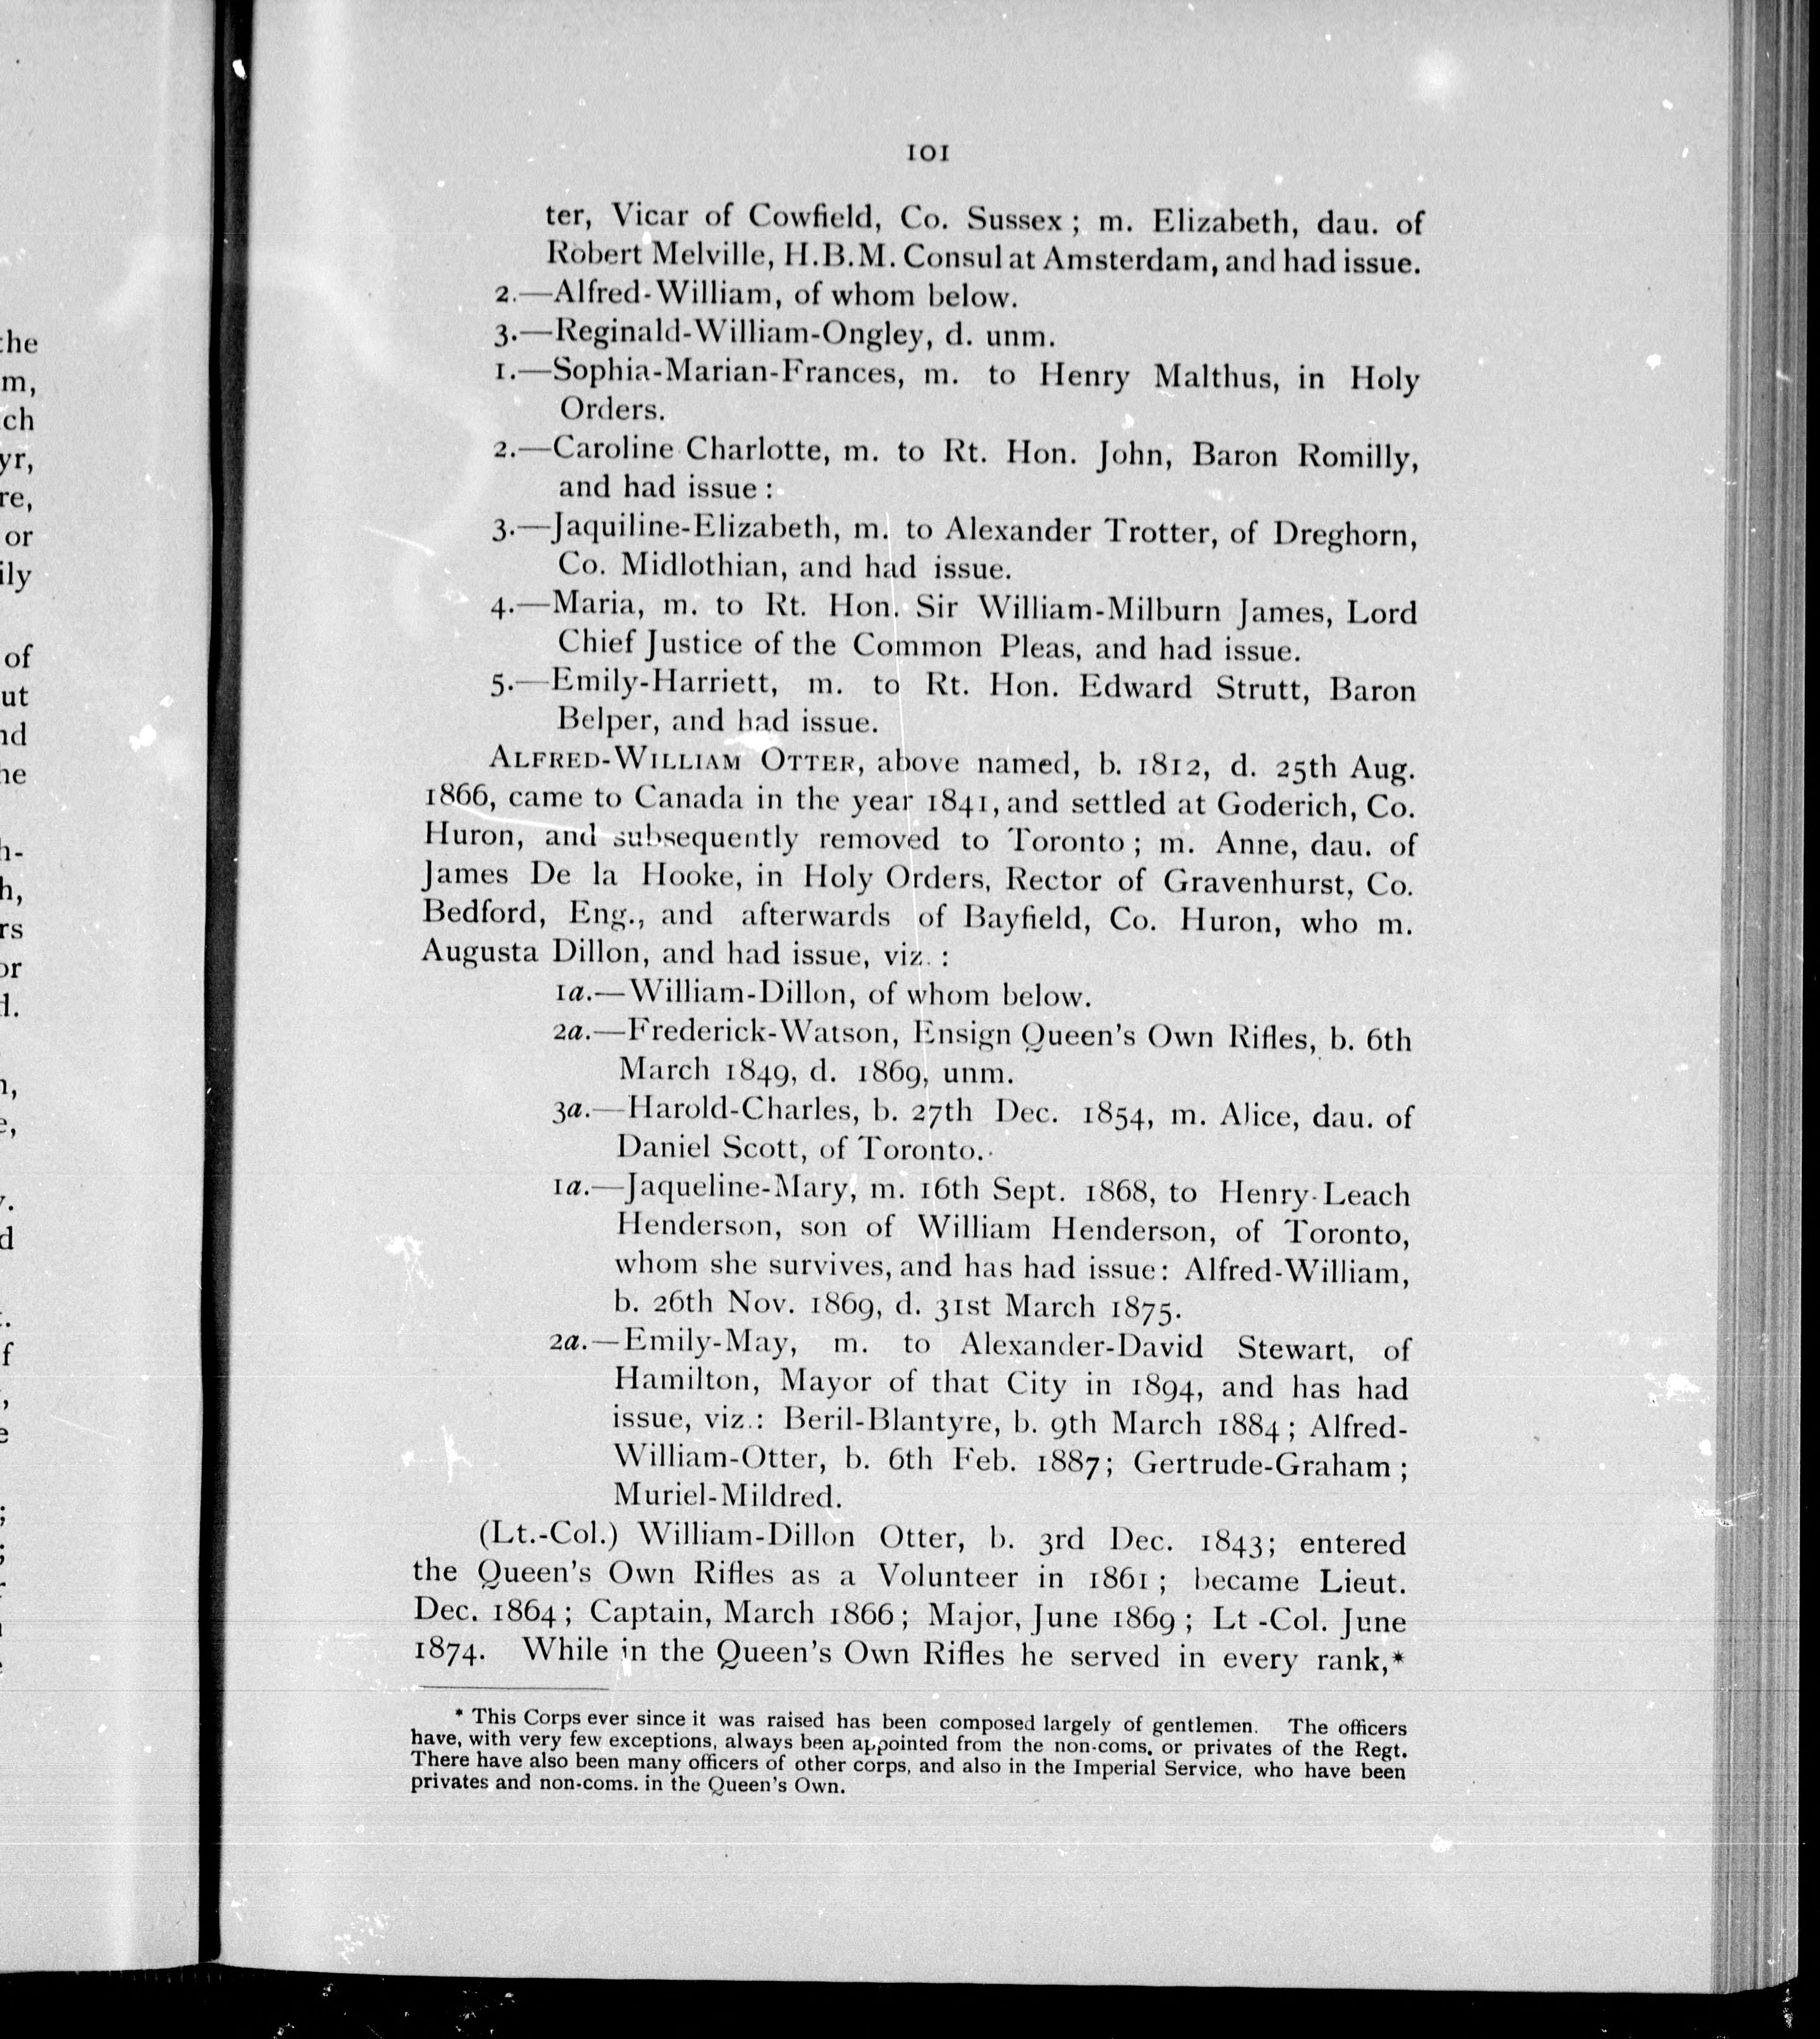 101
ter, Vicar of Cowfield, Co. Sussex ; m. Elizabeth, dau. of
Robert Melville, H.B.M. Consul at Amsterdam, and had issue.
2.—Alfred-William, of whom below.
3.—Reginald-William-Ongley, d. unm.
1.—Sophia-Marian-Frances, m. to Henry Malthus, in Holy
Orders.
2.—Caroline Charlotte, m. to Rt. Hon. John, Baron Romilly,
and had issue :
3.—Jaquiline-Elizabeth, m. to Alexander Trotter, of Dreghorn,
Co. Midlothian, and had issue.
4.—Maria, m. to Rt. Hon. Sir William-Milburn James, Lord
Chief Justice of the Common Pleas, and had issue.
5.—Emily-Harriett, m. to Rt. Hon. Edward Strutt, Baron
Belper, and had issue.
ALFRED-WILLIAM OTTER, above named, b. 1812, d. 25th Aug.
1866, came to Canada in the year 1841, and settled at Goderich, Co.
Huron, and subsequently removed to Toronto ; m. Anne, dau. of
James De la Hooke, in Holy Orders, Rector of Gravenhurst, Co.
Bedford, Eng., and afterwards of Bayfield, Co. Huron, who m.
Augusta Dillon, and had issue, viz. :
1a.—William-Dillon, of whom below.
2a.—Frederick-Watson, Ensign Queen's Own Rifles, b. 6th
March 1849, d. 1869, unm.
3a.—Harold-Charles, b. 27th Dec. 1854, m. Alice, dau. of
Daniel Scott, of Toronto.
1a.—Jaqueline-Mary, m. 16th Sept. 1868, to Henry-Leach
Henderson, son of William Henderson, of Toronto,
whom she survives, and has had issue: Alfred-William,
b. 26th Nov. 1869, d. 31st March 1875.
2a.—Emily-May, m. to Alexander-David Stewart, of
Hamilton, Mayor of that City in 1894, and has had
issue, viz.: Beril-Blantyre, b. 9th March 1884 ; Alfred-
William-Otter, b. 6th Feb. 1887; Gertrude-Graham ;
Muriel-Mildred.
(Lt.-Col.) William-Dillon Otter, b. 3rd Dec. 1843; entered
the Queen's Own Rifles as a Volunteer in 1861 ; became Lieut.
Dec. 1864 ; Captain, March 1866 ; Major, June 1869 ; Lt -Col. June
1874. While in the Queen's Own Rifles he served in every rank,*
* This Corps ever since it was raised has been composed largely of gentlemen. The officers
have, with very few exceptions, always been appointed from the non-coms. or privates of the Regt.
There have also been many officers of other corps, and also in the Imperial Service, who have been
privates and non-coms. in the Queen's Own.